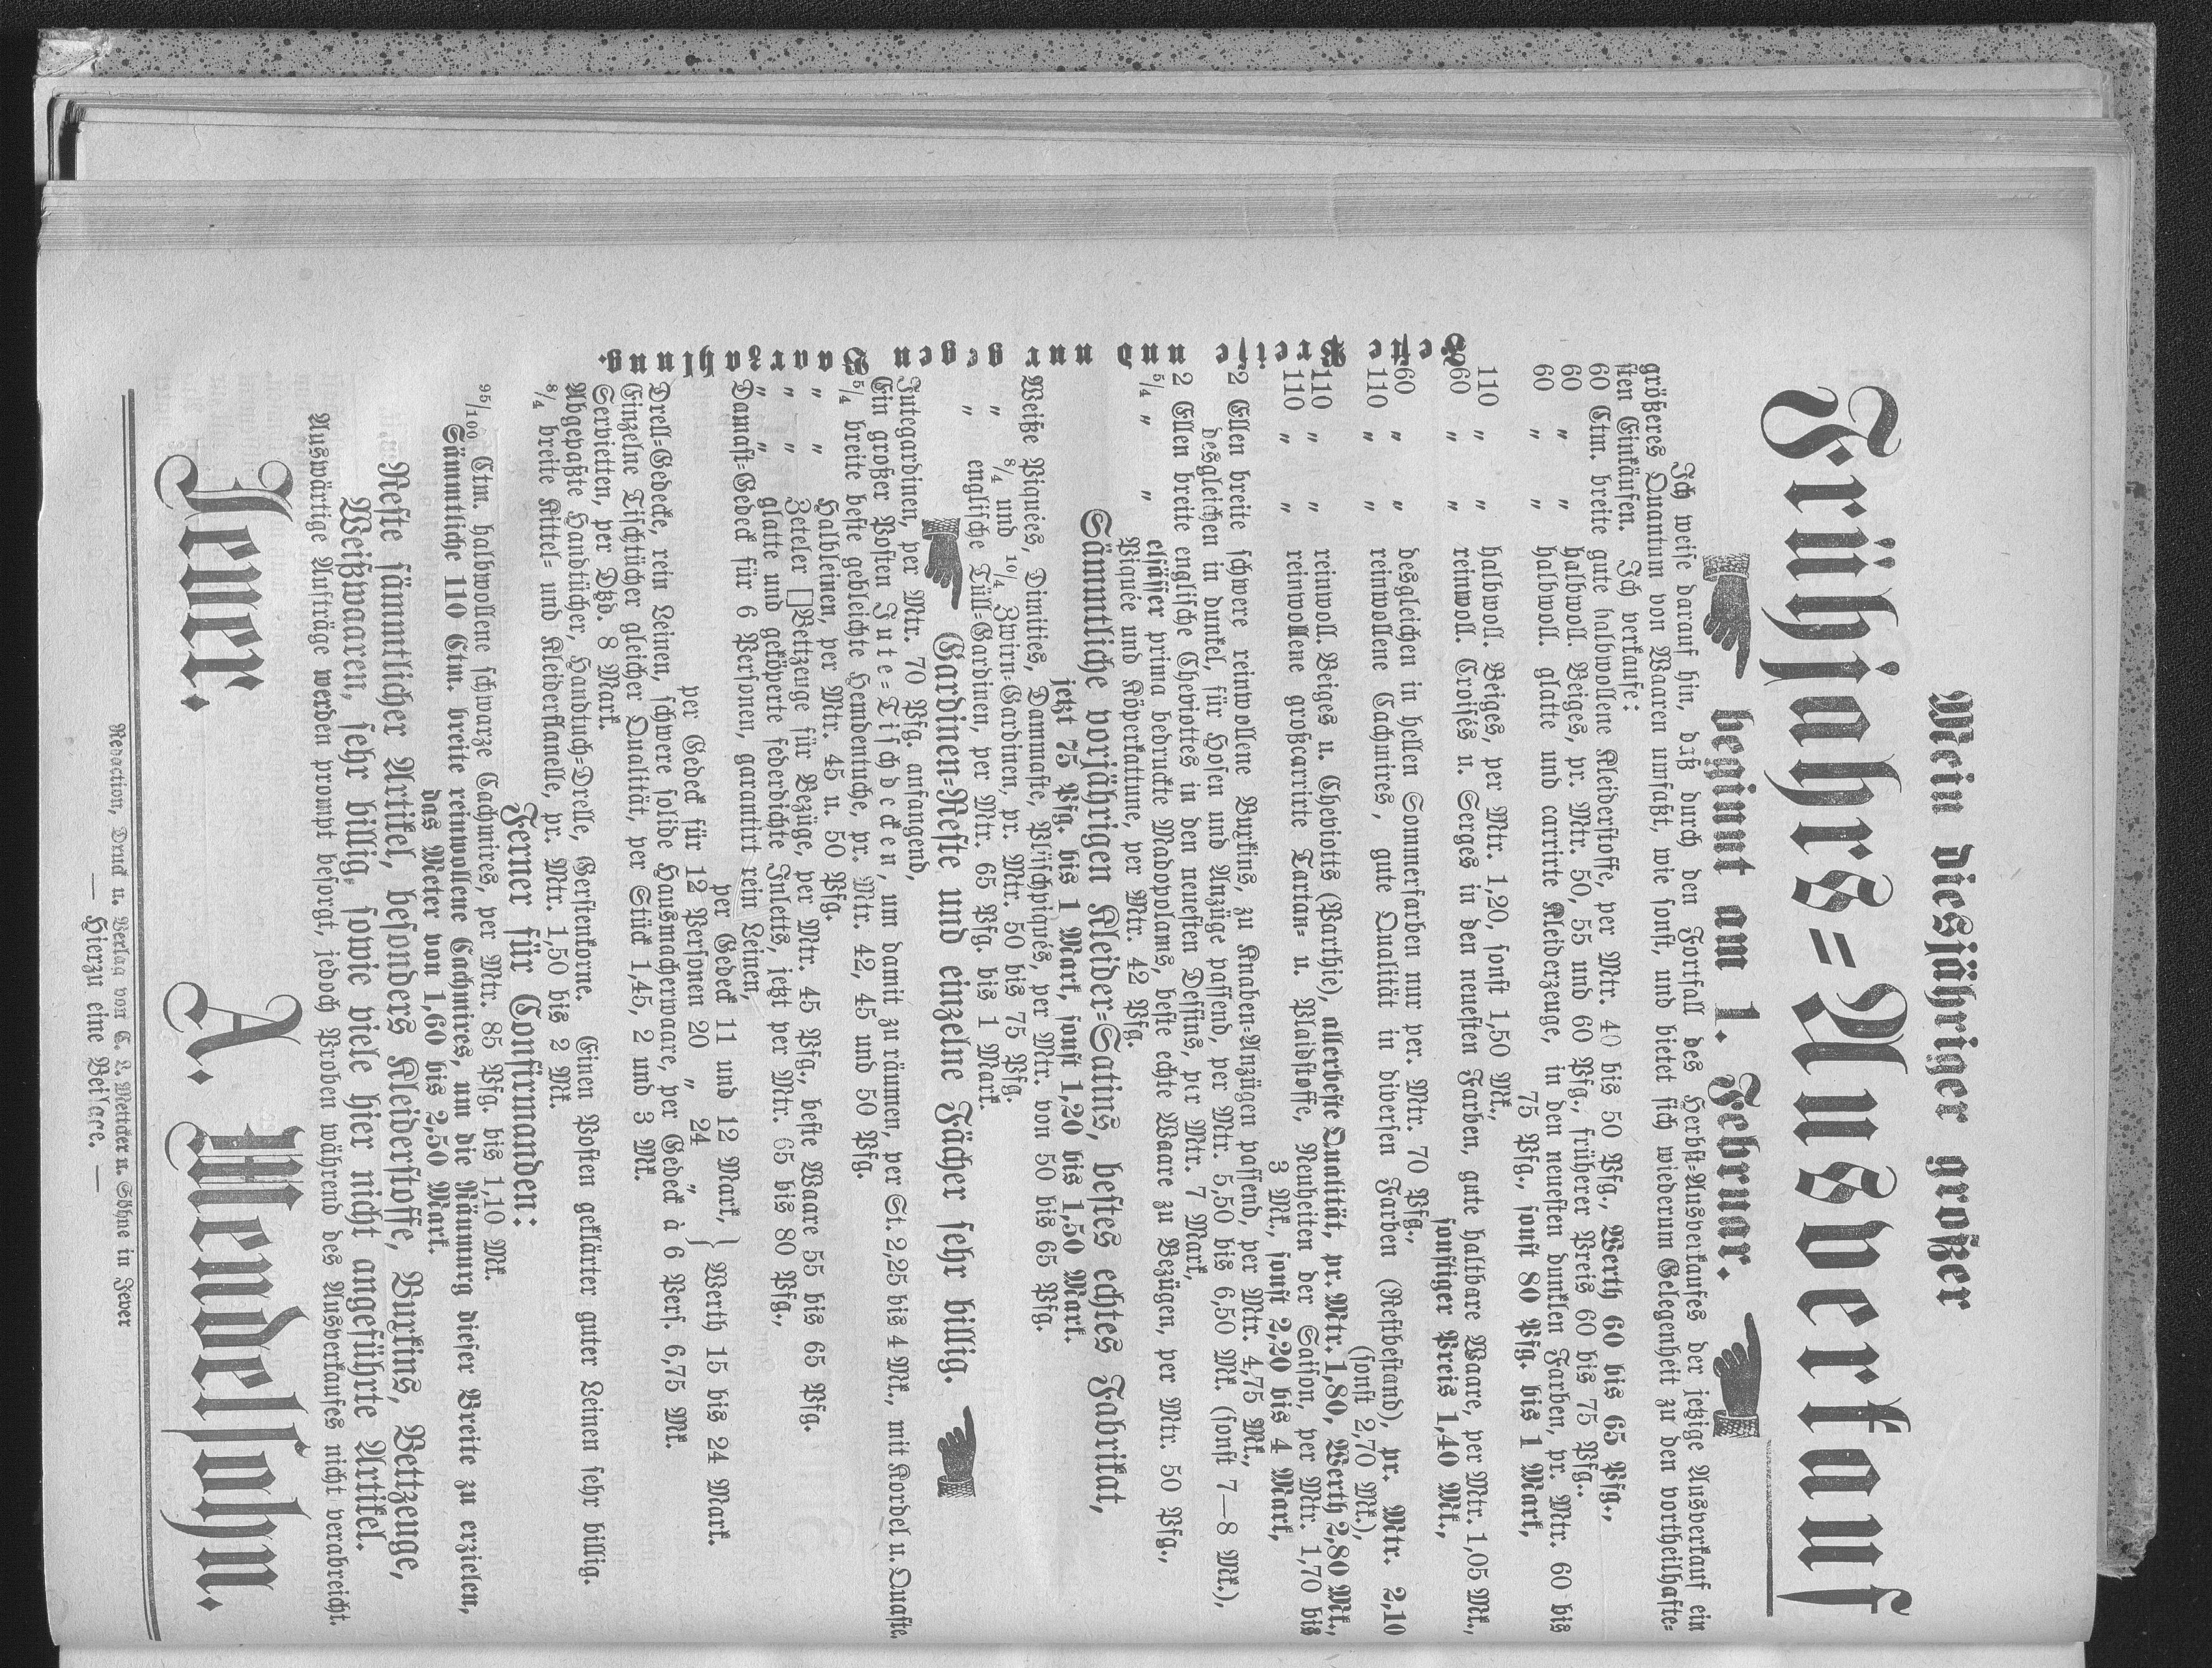 Mein diesjähriger großer
Frühjahrs=Ausverkauf
beginnt am 1. Februar.
Ich weise darauf hin, daß durch den Fortfall des Herbst=Ausverkaufes der jetzige Ausverkauf ein
größeres Quantum von Waaren umfaßt, wie sonst, und bietet sich wiederum Gelegenheit zu den vortheilhafte=
sten Einkäufen. Ich verkaufe:
60 Ctm. breite gute halbwollene Kleiderstoffe, per Mtr. 40 bis 50 Pfg., Werth 60 bis 65 Pfg.,
60 " " halbwoll. Beiges, pr. Mtr. 50, 55 und 60 Pfg., früherer Preis 60 bis 75 Pfg.,
60 " " halbwoll. glatte und carrirte Kleiderzeuge, in den neuesten dunklen Farben, pr. Mtr. 60 bis
75 Pfg., sonst 80 Pfg. bis 1 Mark,
110 " " halbwoll. Beiges, per Mtr. 1,20, sonst 1,50 Mk.,
60 " " reinwoll. Croisés u. Serges in den neuesten Farben, gute haltbare Waare, per Mtr. 1,05 Mk.,
sonstiger Preis 1,40 Mk.,
60 " " desgleichen in hellen Sommerfarben nur per. Mtr. 70 Pfg.,
110 " " reinwollene Cachmires, gute Qualität in diversen Farben (Restbestand), pr. Mtr. 2,10
(sonst 2,70 Mk.),
110 " " reinwoll. Beiges u. Cheviotts (Parthie), allerbeste Qualität, pr. Mtr. 1,80, Werth 2,80 Mk.,
110 " " reinwollene großcarrirte Tartan= u. Plaidstoffe, Neuheiten der Saison, per Mtr. 1,70 bis
3 Mk., sonst 2,20 bis 4 Mark,
2 Ellen breite schwere reinwollene Buxkins, zu Knaben=Anzügen passend, per Mtr. 4,75 Mk.,
desgleichen in dunkel, für Hosen und Anzüge passend, per Mtr. 5,50 bis 6,50 Mk. (sonst 7—8 Mk.),
2 Ellen breite englische Cheviottes in den neuesten Dessins, per Mtr. 7 Mark,
5/4 " " elsässer prima bedruckte Madopolams, beste echte Waare zu Bezügen, per Mtr. 50 Pfg.,
" Piquée und Köperkattune, per Mtr. 42 Pfg.
Sämmtliche vorjährigen Kleider=Satins, bestes echtes Fabrikat,
jetzt 75 Pfg. bis 1 Mark, sonst 1,20 bis 1,50 Mark.
Weiße Piquées, Dimities, Dammaste, Plüschpiqués, per Mtr. von 50 bis 65 Pfg.
" 8/4 und 10/4 Zwirn=Gardinen, pr. Mtr. 50 bis 75 Pfg.
" englische Tüll=Gardinen, per Mtr. 65 Pfg. bis 1 Mark.
Gardinen=Reste und einzelne Fächer sehr billig.
Jutegardinen, per Mtr. 70 Pfg. anfangend,
Ein großer Posten Jute=Tischdecken, um damit zu räumen, per St. 2,25 bis 4 Mk., mit Kordel u. Quaste.
5/4 breite beste gebleichte Hemdentuche, pr. Mtr. 42, 45 und 50 Pfg.
" " Halbleinen, per Mtr. 45 u. 50 Pfg.
" " Zeteler []Bettzeuge für Bezüge, per Mtr. 45 Pfg., beste Waare 55 bis 65 Pfg.
" " glatte und geköperte federdichte Inletts, jetzt per Mtr. 65 bis 80 Pfg.,
Damast=Gedeck für 6 Personen, garantirt rein Leinen,
per Gedeck 11 und 12 Mark, } Werth 15 bis 24 Mark.
per Gedeck für 12 Personen 20 " 24 "
Drell=Gedecke, rein Leinen, schwere solide Hausmacherwaare, per Gedeck à 6 Pers. 6,75 Mk.
Einzelne Tischtücher gleicher Qualität, per Stück 1,45, 2 und 3 Mk.
Servietten, per Dtzd. 8 Mark.
Abgepaßte Handtücher, Handtuch=Drelle, Gerstenkorne. Einen Posten geklärter guter Leinen sehr billig.
8/4 breite Kittel= und Kleiderflanelle, pr. Mtr. 1,50 bis 2 Mk.
Ferner für Confirmanden:
95/100 Ctm. halbwollene schwarze Cachmires, per Mtr. 85 Pfg. bis 1,10 Mk.
Sämmtliche 110 Ctm. breite reinwollene Cachmires, um die Räumung dieser Breite zu erzielen,
das Meter von 1,60 bis 2,50 Mark.
Reste sämmtlicher Artikel, besonders Kleiderstoffe, Burkins, Bettzeuge,
Weißwaaren, sehr billig, sowie viele hier nicht angeführte Artikel.
Auswärtige Aufträge werden prompt besorgt, jedoch Proben während des Ausverkaufes nicht verabreicht.
Feste Preise und nur gegen Baarzahlung.
Jever. A. Mendelsohn.
Redaction, Druck u. Verlag von C. L. Mettcker u. Söhne in Jever
— Hierzu eine Beilage. —